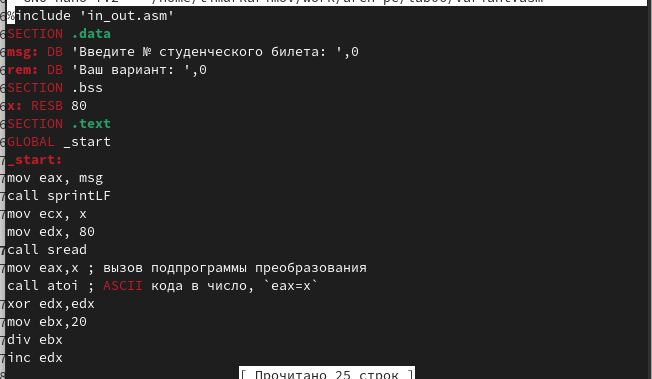 %include 'in_out.asm'
SECTION .data
msg: DB 'Введите № студенческого билета: ',0
rem: DB 'Ваш вариант: ',0
SECTION .bss
x: RESB 80
SECTION .text
GLOBAL _start
_start:
mov eax, msg
call sprintLF
mov ecx, x
mov edx, 80
call sread
mov eax,x ; вызов подпрограммы преобразования
call atoi ; ASCII кода в число, `eax=x`
xor edx,edx
mov ebx,20
div ebx
inc edx
[ Прочитано 25 строк ]